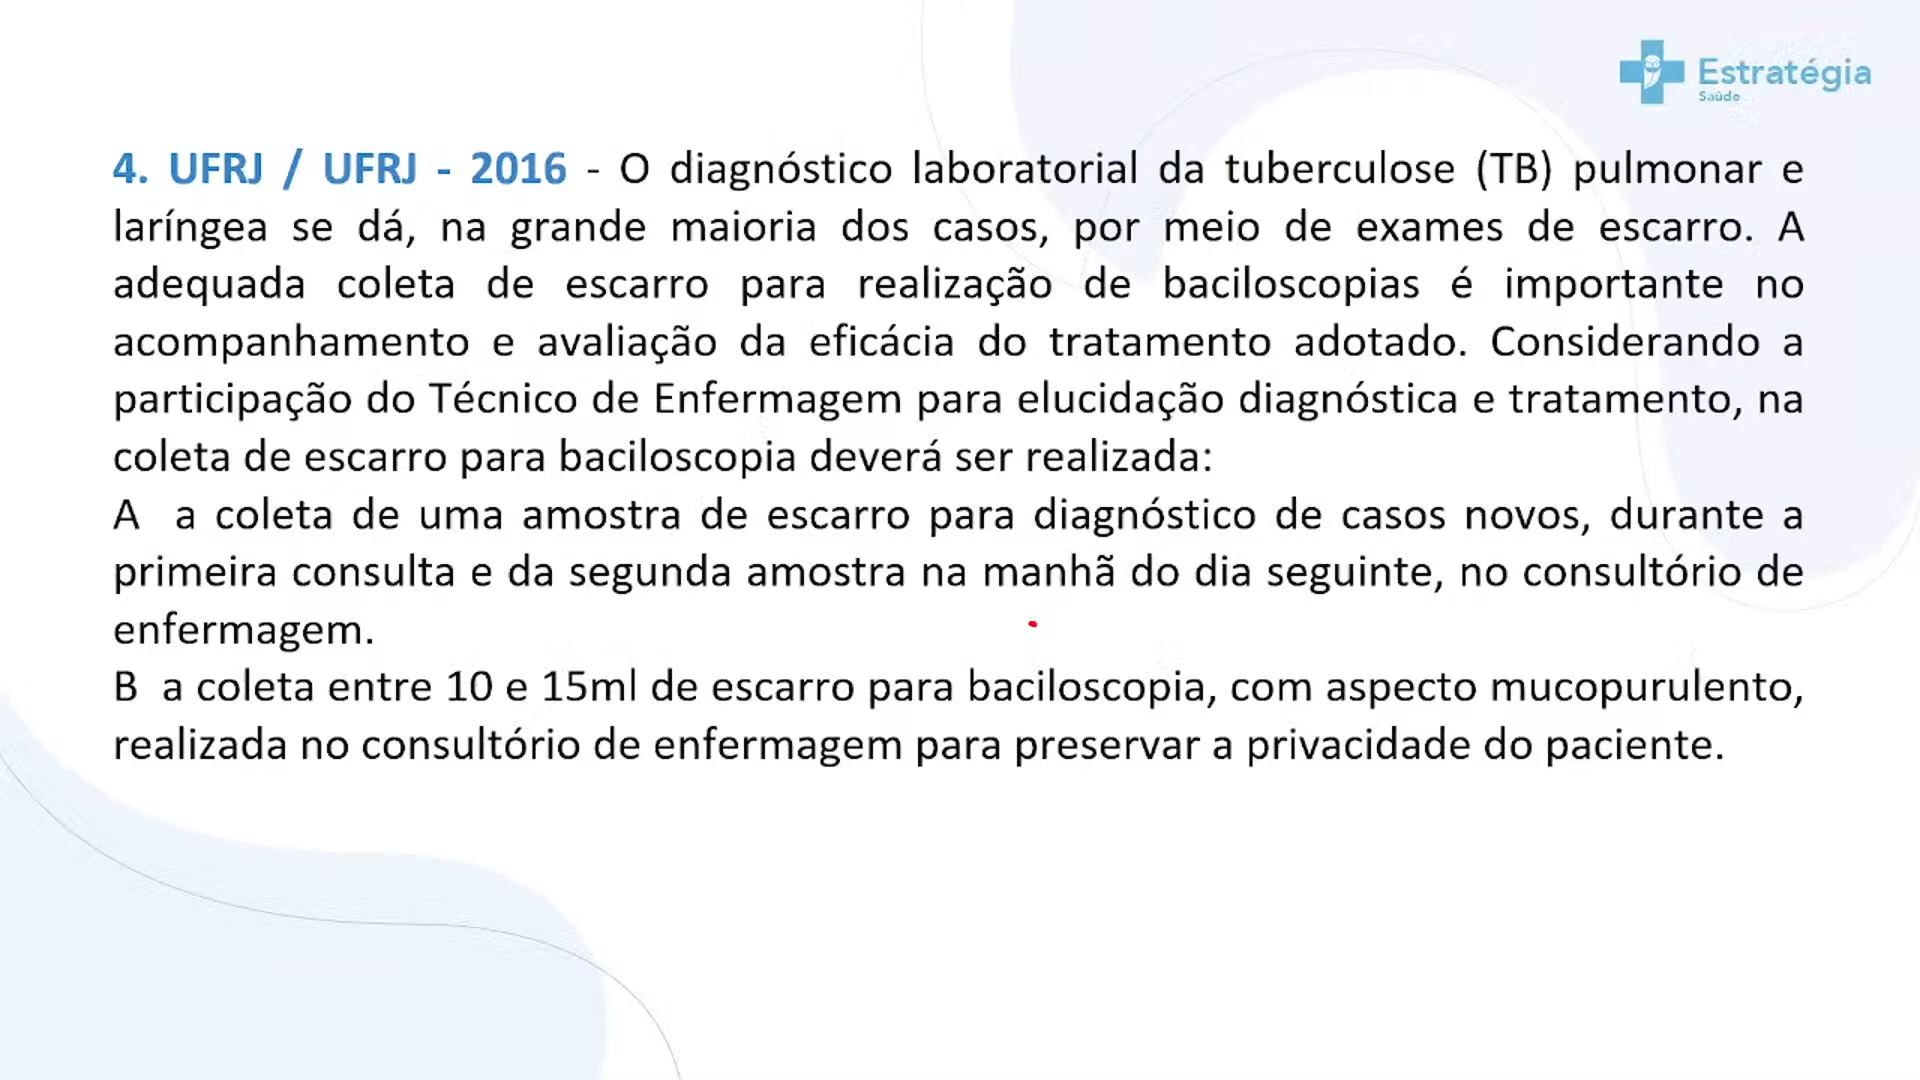 Estratégia
Saúde
4. UFRJ / UFRJ - 2016 - O diagnóstico laboratorial da tuberculose (TB) pulmonar e
laríngea se dá, na grande maioria dos casos, por meio de exames de escarro. A
adequada coleta de escarro para realização de baciloscopias é importante no
acompanhamento e avaliação da eficácia do tratamento adotado. Considerando a
participação do Técnico de Enfermagem para elucidação diagnóstica e tratamento, na
coleta de escarro para baciloscopia deverá ser realizada:
A a coleta de uma amostra de escarro para diagnóstico de casos novos, durante a
primeira consulta e da segunda amostra na manhã do dia seguinte, no consultório de
enfermagem.
B a coleta entre 10 e 15ml de escarro para baciloscopia, com aspecto mucopurulento,
realizada no consultório de enfermagem para preservar a privacidade do paciente.